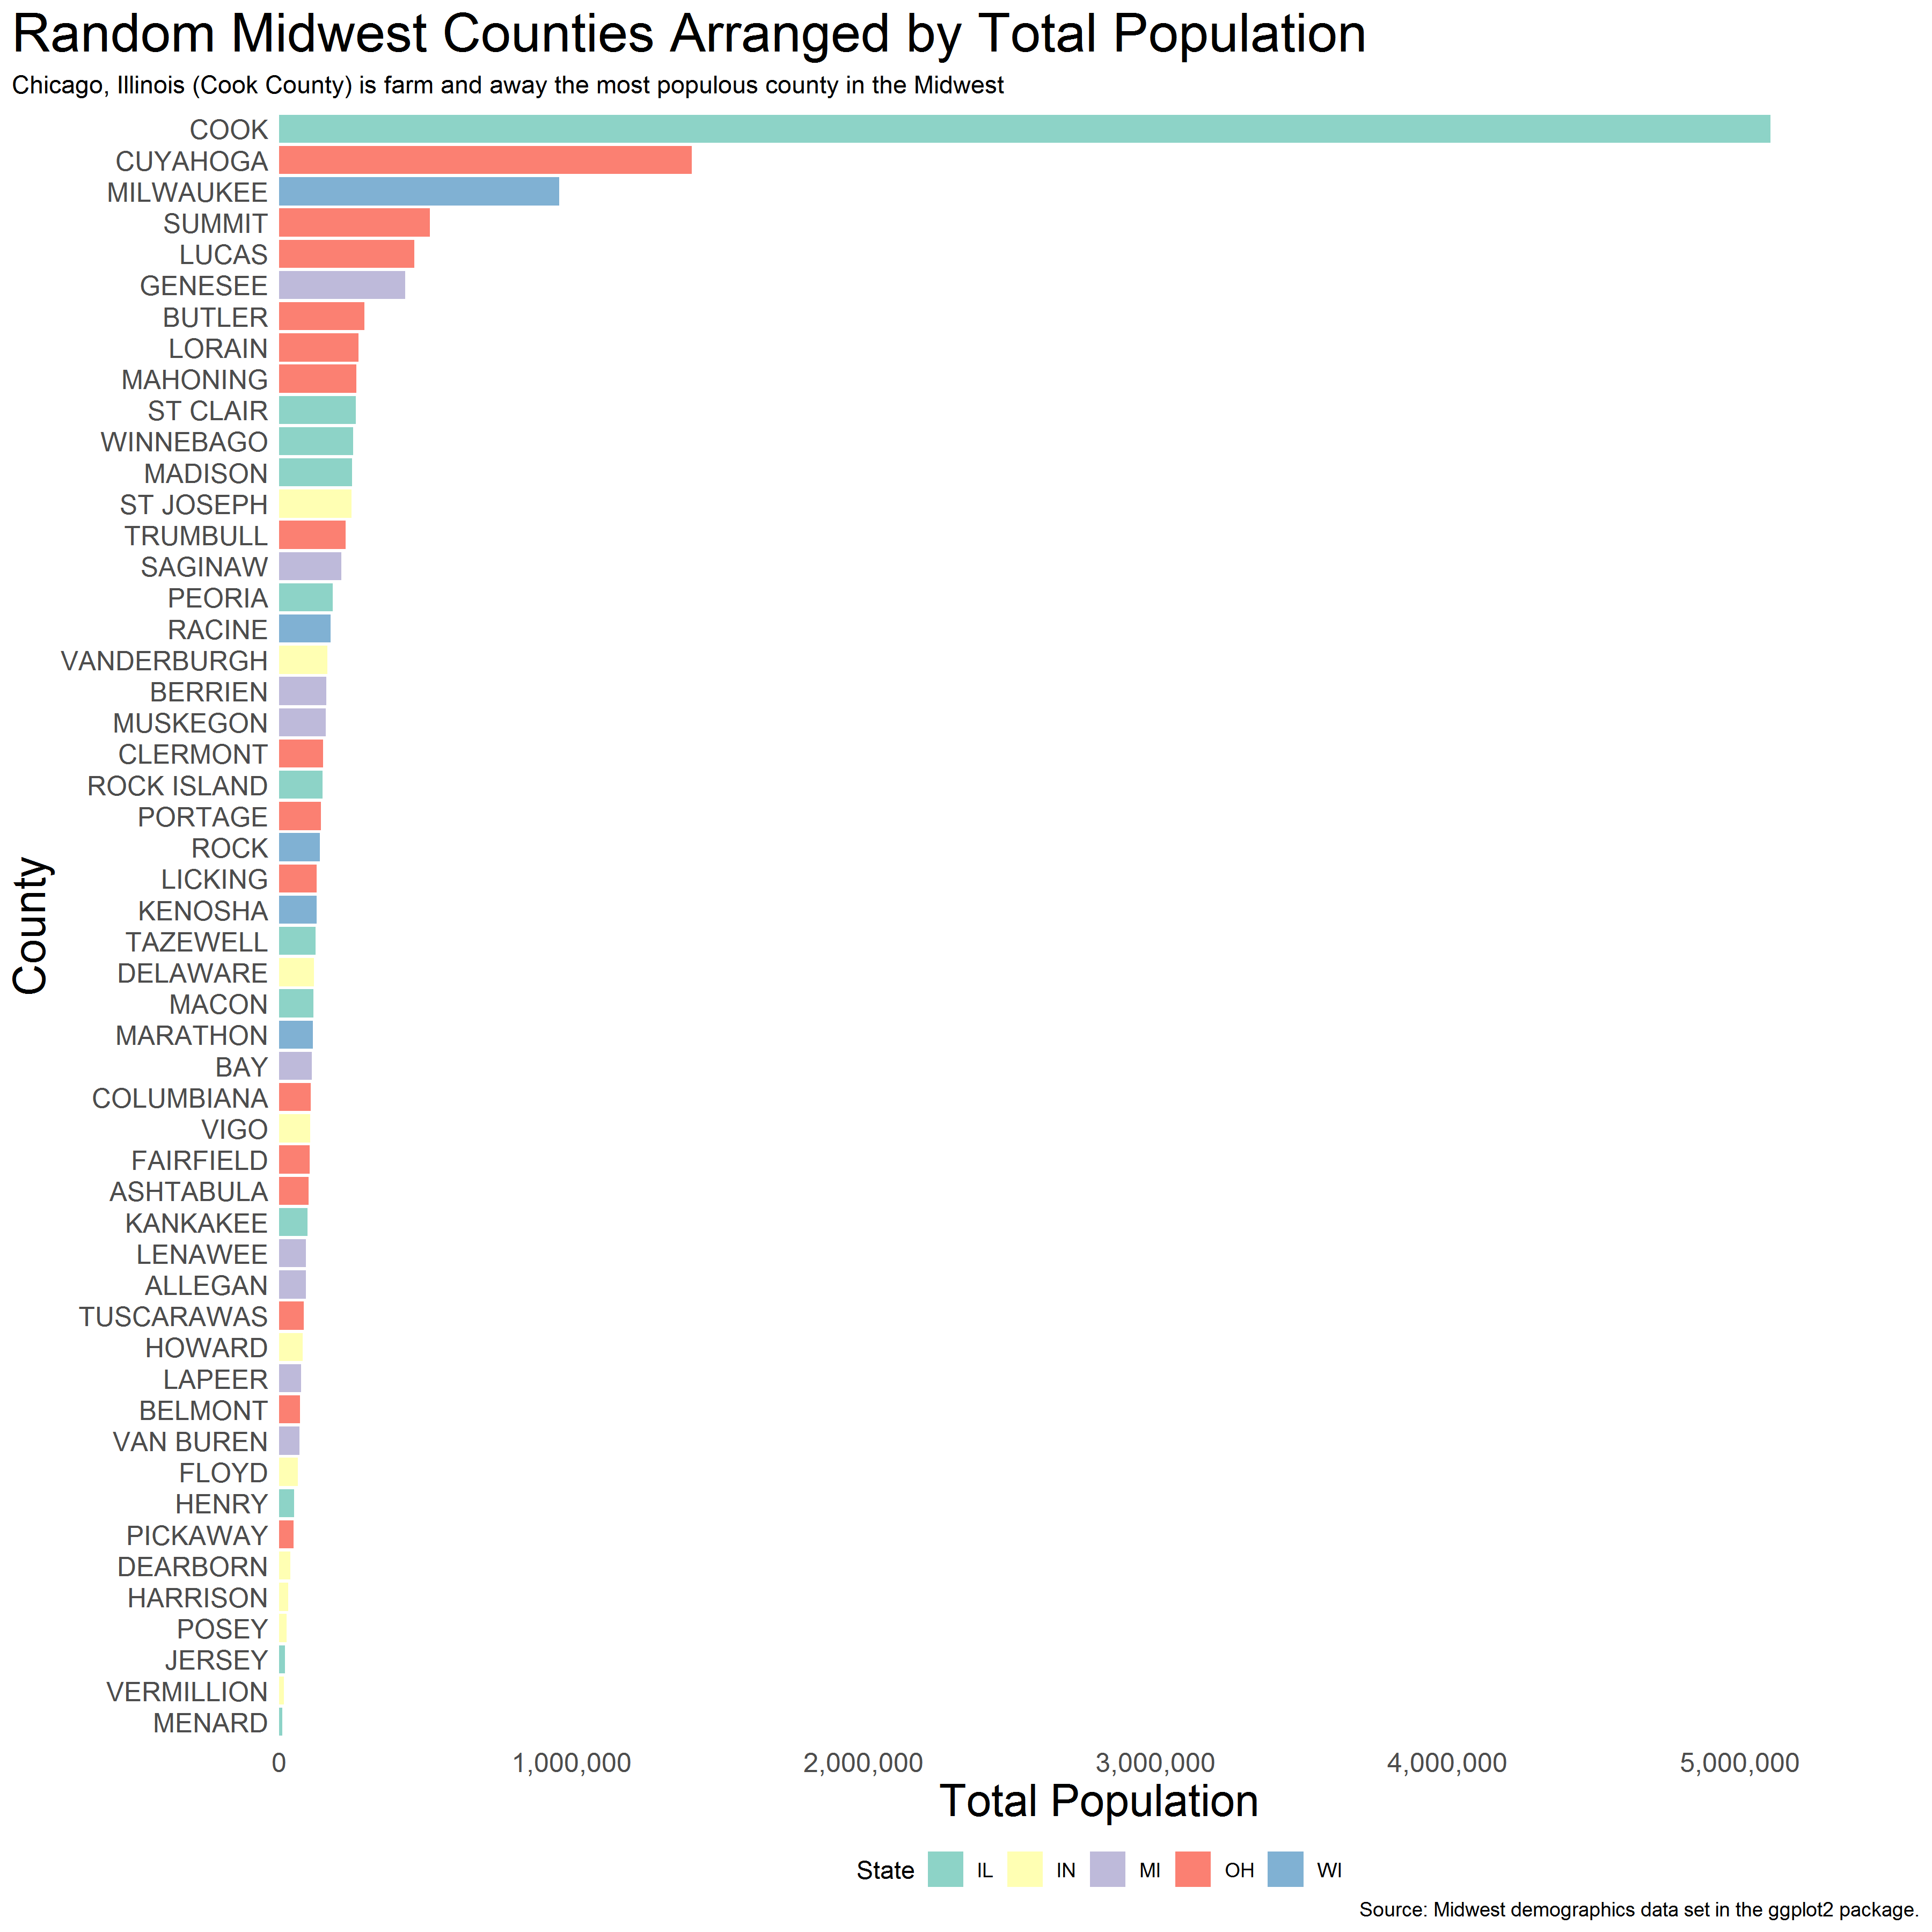 Random Midwest Counties Arranged by Total Population
Chicago, Illinois (Cook County) is farm and away the most populous county in the Midwest
COOK
CUYAHOGA
MILWAUKEE
SUMMIT
LUCAS
GENESEE
BUTLER
LORAIN
MAHONING
ST CLAIR
WINNEBAGO
MADISON
ST JOSEPH
TRUMBULL
SAGINAW
PEORIA
RACINE
VANDERBURGH
BERRIEN
MUSKEGON
CLERMONT
ROCK ISLAND
PORTAGE
ROCK
LICKING
KENOSHA
TAZEWELL
DELAWARE
MACON
MARATHON
BAY
COLUMBIANA
VIGO
FAIRFIELD
ASHTABULA
KANKAKEE
LENAWEE
ALLEGAN
TUSCARAWAS
HOWARD
LAPEER
BELMONT
VAN BUREN
FLOYD
HENRY
PICKAWAY
DEARBORN
HARRISON
POSEY
JERSEY
VERMILLION
MENARD
County
0 1,000,000 2,000,000 3,000,000 4,000,000 5,000,000
Total Population
State IL IN MI OH WI
Source: Midwest demographics data set in the ggplot2 package.